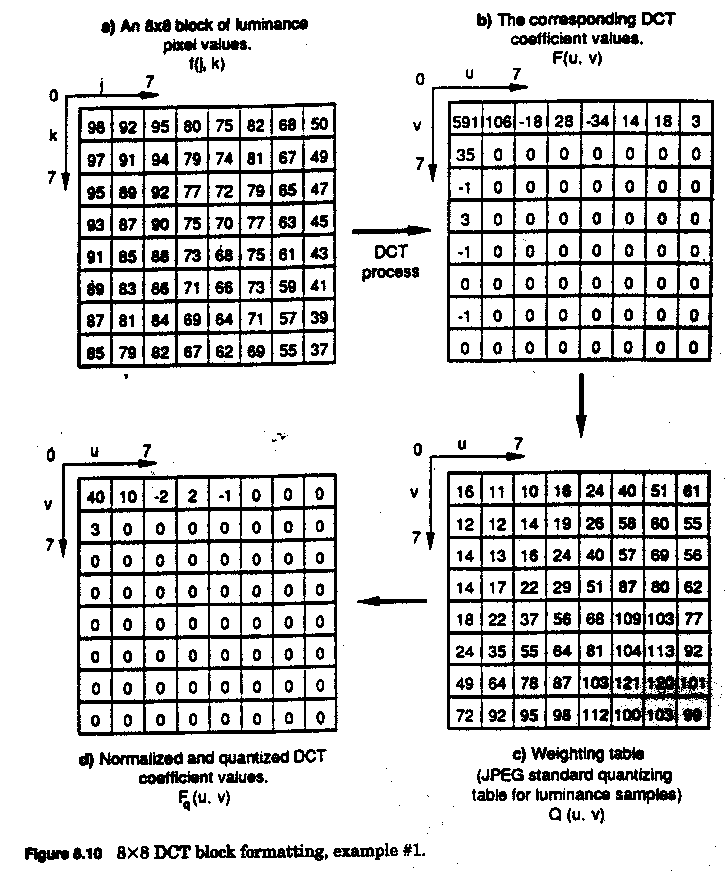 a) An 8x8 block of luminance
pixel values.
f(j, k)
0 j 7
k
7
98 92 95 80 75 82 68 50
97 91 94 79 74 81 67 49
95 89 92 77 72 79 65 47
93 87 90 75 70 77 63 45
91 85 88 73 68 75 61 43
89 83 86 71 66 73 59 41
87 81 84 69 64 71 57 39
85 79 82 67 62 69 55 37
DCT
process
b) The corresponding DCT
coefficient values.
F(u, v)
0 u 7
v
7
591 106 -18 28 -34 14 18 3
35 0 0 0 0 0 0 0
-1 0 0 0 0 0 0 0
3 0 0 0 0 0 0 0
-1 0 0 0 0 0 0 0
0 0 0 0 0 0 0 0
-1 0 0 0 0 0 0 0
0 0 0 0 0 0 0 0
0 u 7
v
7
16 11 10 16 24 40 51 61
12 12 14 19 26 58 60 55
14 13 16 24 40 57 69 56
14 17 22 29 51 87 80 62
18 22 37 56 68 109 103 77
24 35 55 64 81 104 113 92
49 64 78 87 103 121 120 101
72 92 95 98 112 100 103 99
c) Weighting table
(JPEG standard quantizing
table for luminance samples)
Q (u, v)
0 u 7
v
7
40 10 -2 2 -1 0 0 0
3 0 0 0 0 0 0 0
0 0 0 0 0 0 0 0
0 0 0 0 0 0 0 0
0 0 0 0 0 0 0 0
0 0 0 0 0 0 0 0
0 0 0 0 0 0 0 0
0 0 0 0 0 0 0 0
d) Normalized and quantized DCT
coefficient values.
Fq (u, v)
Figure 8.10 8×8 DCT block formatting, example #1.